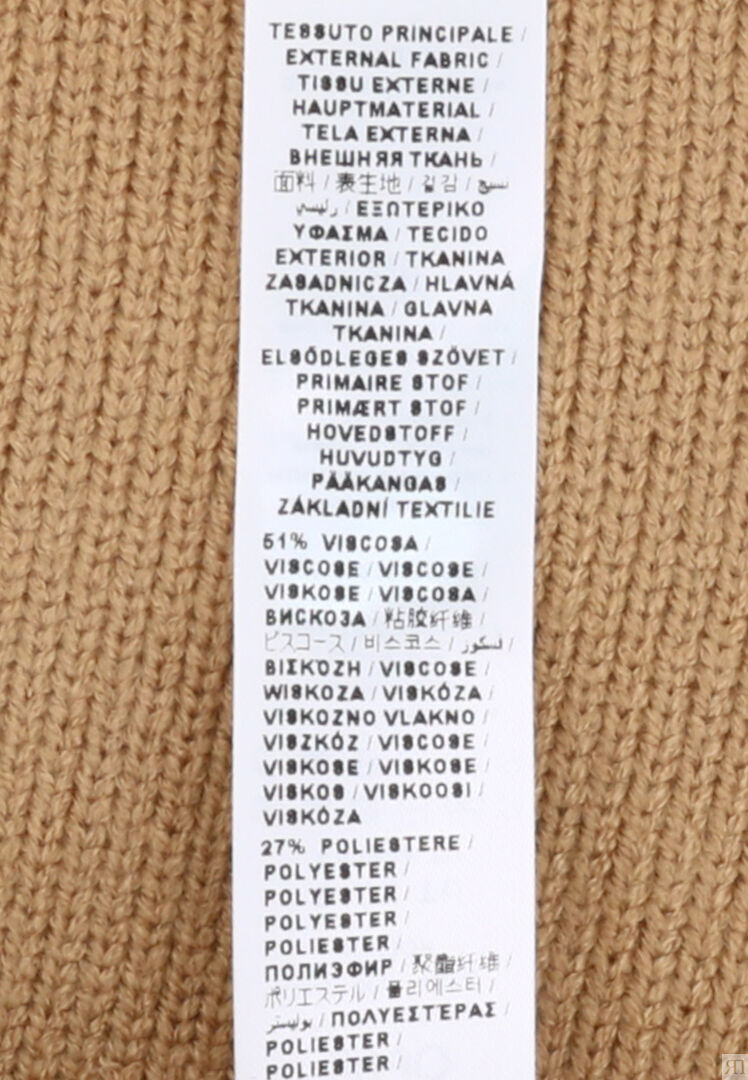 TESSUTO PRINCIPALE /
EXTERNAL FABRIC /
TISSU EXTERNE /
HAUPTMATERIAL /
TELA EXTERNA /
ВНЕШНЯЯ ТКАНЬ /
面料 / 表生地 / 겉감 / نسيج
رئيسي / ΕΞΩΤΕΡΙΚΟ
ΥΦΑΣΜΑ / TECIDO
EXTERIOR / TKANINA
ZASADNICZA / HLAVNÁ
TKANINA / GLAVNA
TKANINA /
ELSŐDLEGES SZÖVET /
PRIMAIRE STOF /
PRIMÆRT STOF /
HOVEDSTOFF /
HUVUDTYG /
PÄÄKANGAS /
ZÁKLADNÍ TEXTILIE
51% VISCOSA /
VISCOSE / VISCOSE /
VISKOSE / VISCOSA /
ВИСКОЗА / 粘胶纤维 /
ビスコース / 비스코스 / فسكوز /
ΒΙΣΚΌΖΗ / VISCOSE /
WISKOZA / VISKÓZA /
VISKOZNO VLAKNO /
VISZKÓZ / VISCOSE /
VISKOSE / VISKOSE /
VISKOS / VISKOOSI /
VISKÓZA
27% POLIESTERE /
POLYESTER /
POLYESTER /
POLYESTER /
POLIESTER /
ПОЛИЭФИР / 聚酯纤维 /
ポリエステル / 폴리에스터 /
بوليستر / ΠΟΛΥΕΣΤΈΡΑΣ /
POLIESTER /
POLIESTER /